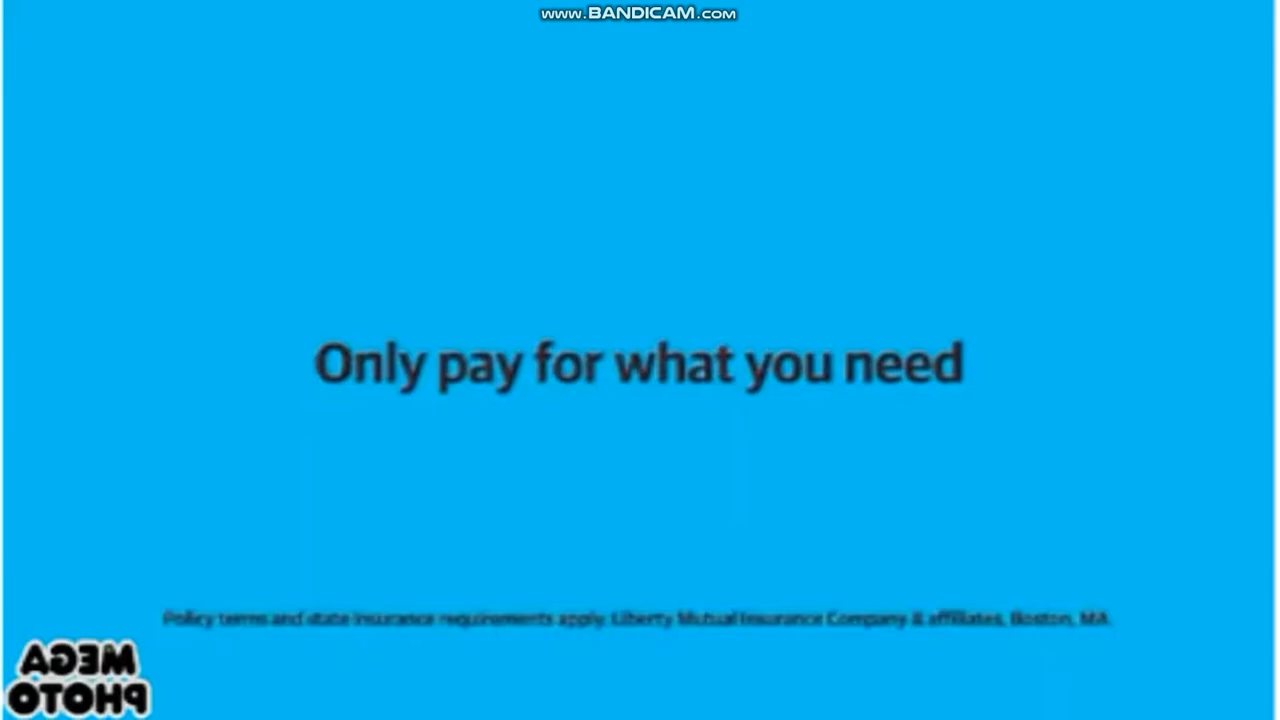 www.BANDICAM.com
Only pay for what you need
Policy terms and state insurance requirements apply. Liberty Mutual Insurance Company & affiliates, Boston, MA.
MEGA
PHOTO